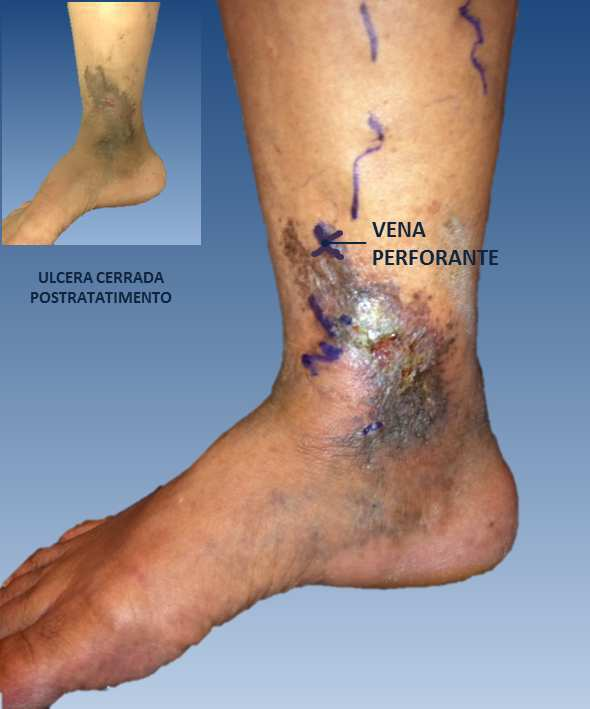 VENA
PERFORANTE
ULCERA CERRADA
POSTRATATIMENTO